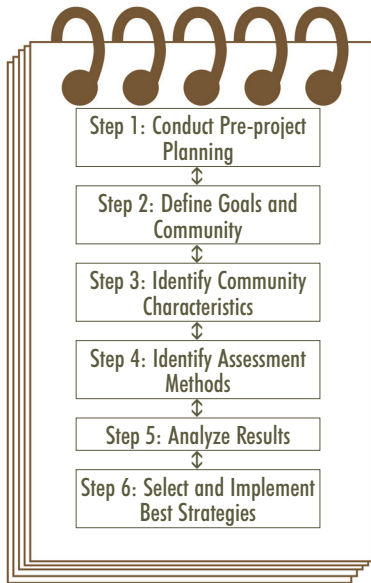 Step 1: Conduct Pre-project
Planning
Step 2: Define Goals and
Community
Step 3: Identify Community
Characteristics
Step 4: Identify Assessment
Methods
Step 5: Analyze Results
Step 6: Select and Implement
Best Strategies